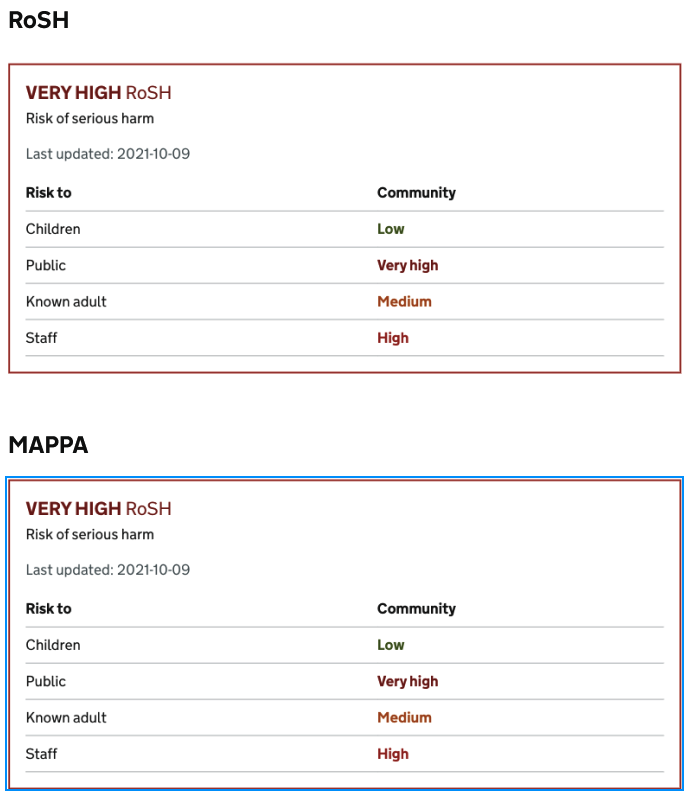 RoSH
VERY HIGH RoSH
Risk of serious harm
Last updated: 2021-10-09
Risk to Community
Children Low
Public Very high
Known adult Medium
Staff High
MAPPA
VERY HIGH RoSH
Risk of serious harm
Last updated: 2021-10-09
Risk to Community
Children Low
Public Very high
Known adult Medium
Staff High